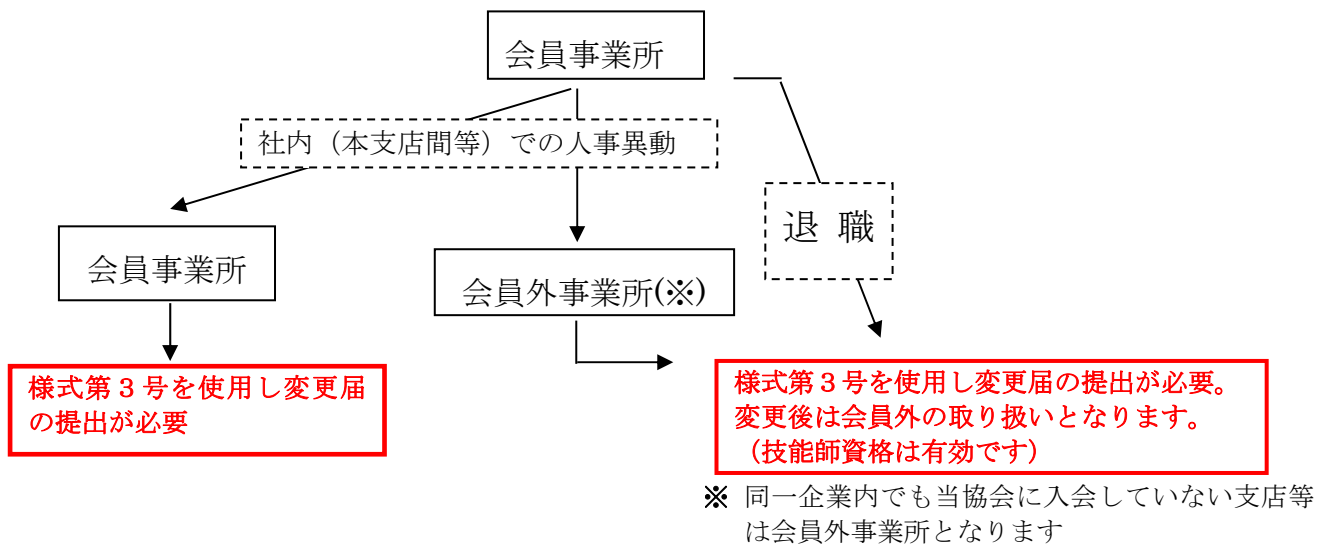 会員事業所
社内（本支店間等）での人事異動
退 職
会員事業所
会員外事業所(※)
様式第３号を使用し変更届
の提出が必要
様式第３号を使用し変更届の提出が必要。
変更後は会員外の取り扱いとなります。
（技能師資格は有効です）
※ 同一企業内でも当協会に入会していない支店等
は会員外事業所となります